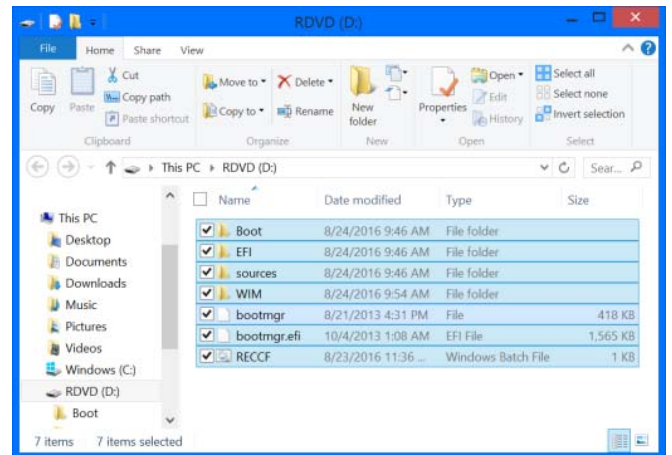 RDVD (D:)
File Home Share View
Copy
Paste
Cut
Copy path
Paste shortcut
Clipboard
Move to
Copy to
Delete
Rename
Organize
New folder
New
Properties
Open
Edit
History
Open
Select all
Select none
Invert selection
Select
This PC RDVD (D:)
Sear...
Name Date modified Type Size
This PC
Desktop
Documents
Downloads
Music
Pictures
Videos
Windows (C:)
RDVD (D:)
Boot
Boot 8/24/2016 9:46 AM File folder
EFI 8/24/2016 9:46 AM File folder
sources 8/24/2016 9:46 AM File folder
WIM 8/24/2016 9:54 AM File folder
bootmgr 8/21/2013 4:31 PM File 418 KB
bootmgr.efi 10/4/2013 1:08 AM EFI File 1,565 KB
RECCF 8/23/2016 11:36 ... Windows Batch File 1 KB
7 items 7 items selected